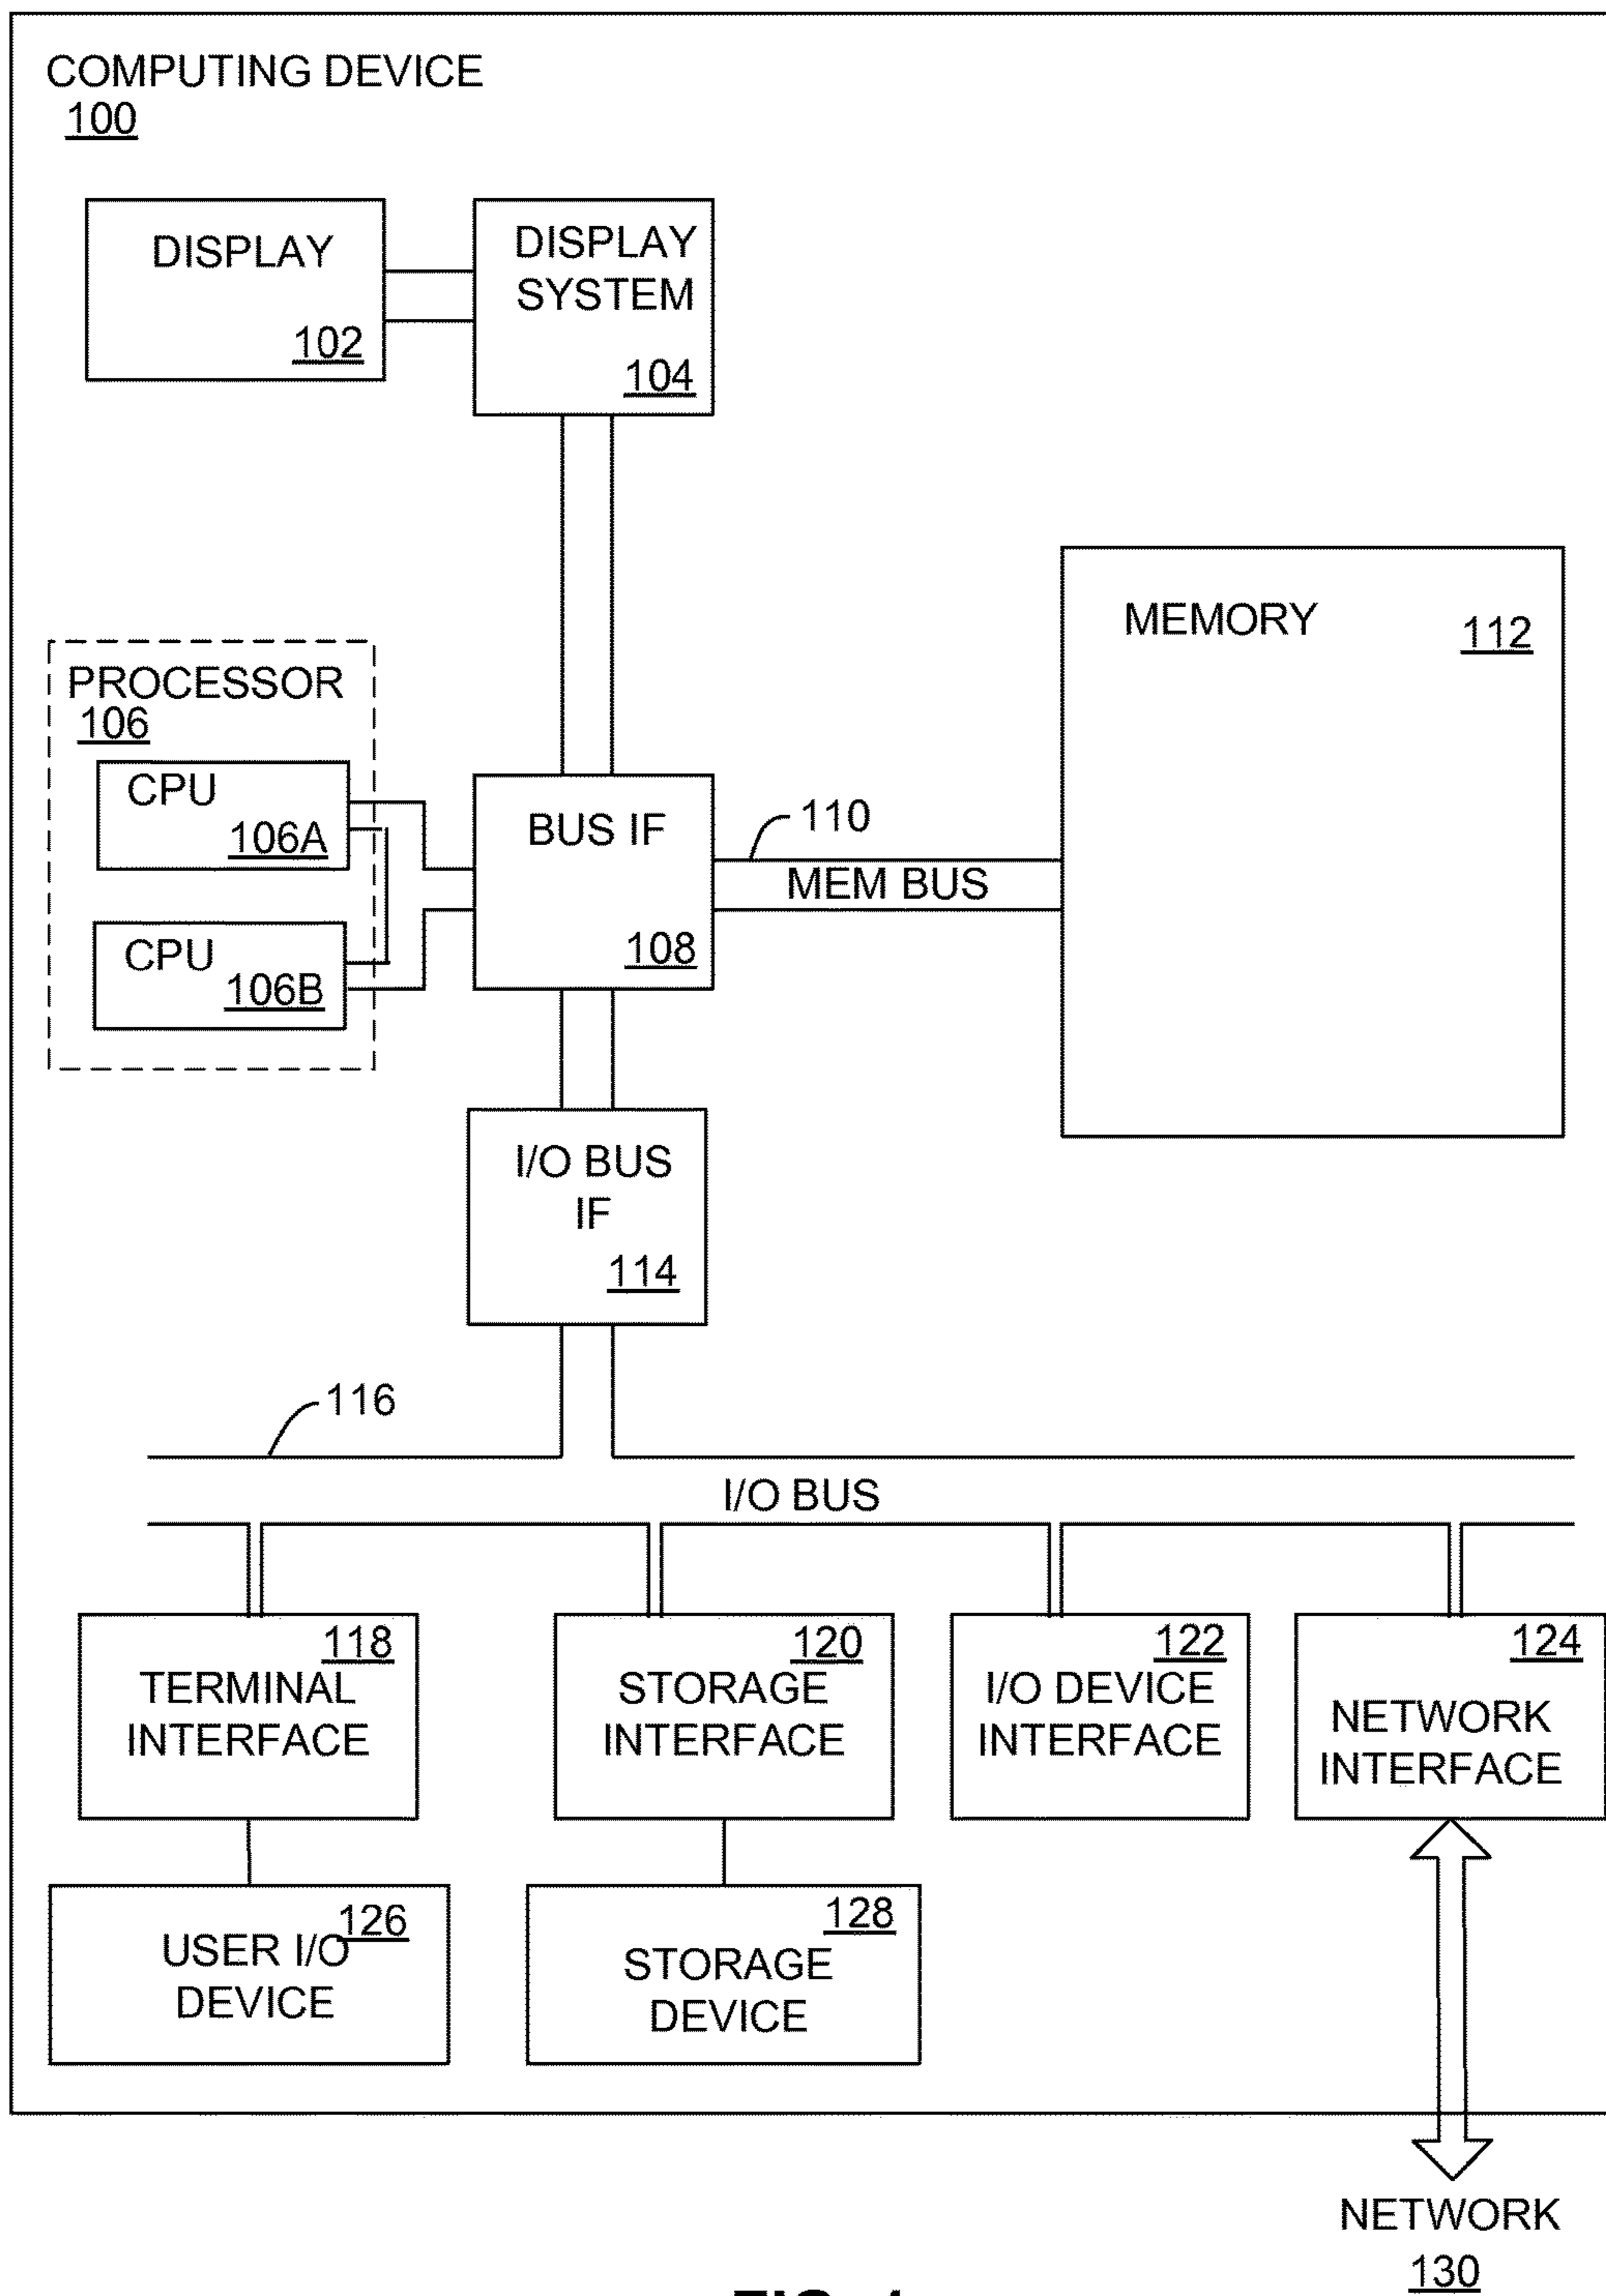 COMPUTING DEVICE
100
DISPLAY
102
DISPLAY
SYSTEM
104
MEMORY
112
PROCESSOR
106
CPU
106A
CPU
106B
BUS IF
108
110
MEM BUS
I/O BUS
IF
114
116
I/O BUS
118
TERMINAL
INTERFACE
120
STORAGE
INTERFACE
122
I/O DEVICE
INTERFACE
124
NETWORK
INTERFACE
126
USER I/O
DEVICE
128
STORAGE
DEVICE
NETWORK
130